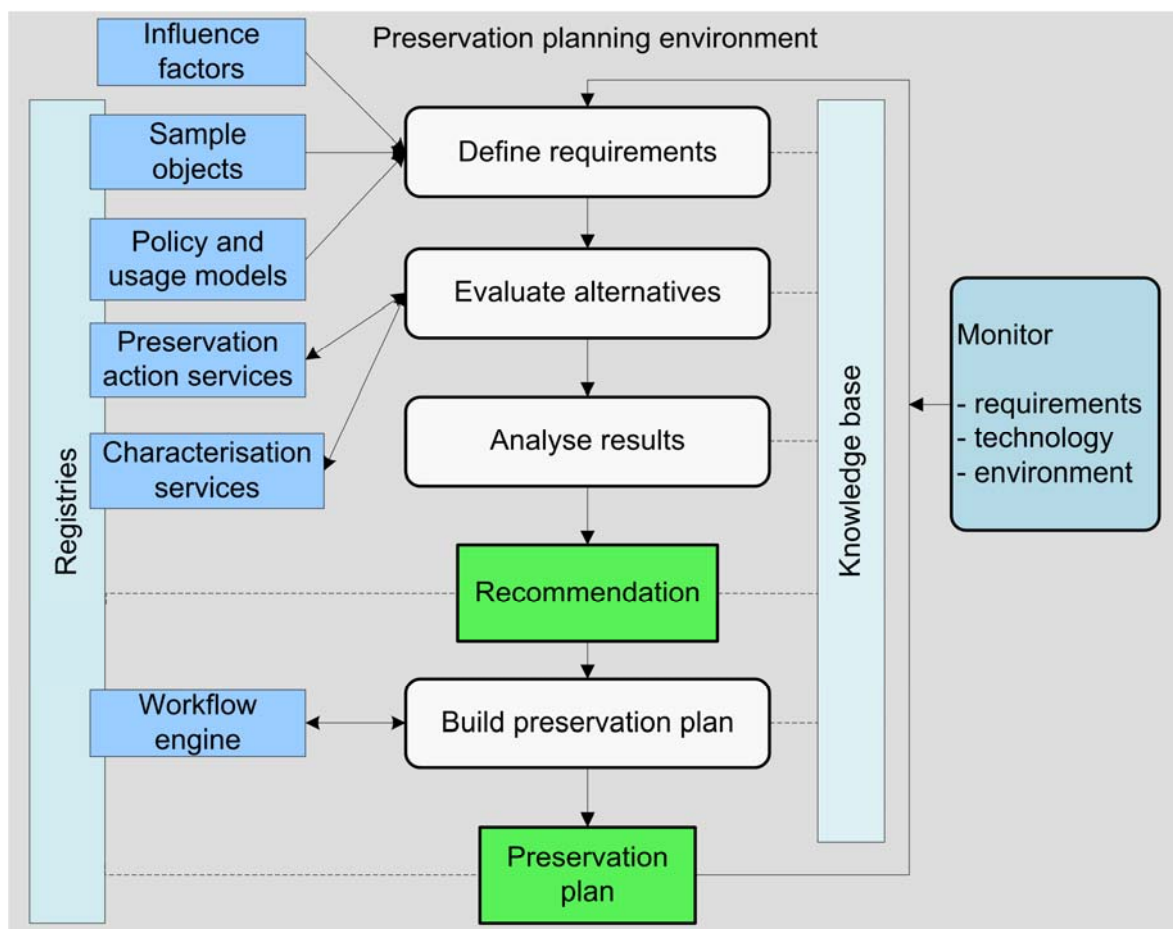 Preservation planning environment
Influence
factors
Sample
objects
Policy and
usage models
Preservation
action services
Characterisation
services
Registries
Workflow
engine
Define requirements
Evaluate alternatives
Analyse results
Recommendation
Build preservation plan
Preservation
plan
Knowledge base
Monitor
- requirements
- technology
- environment